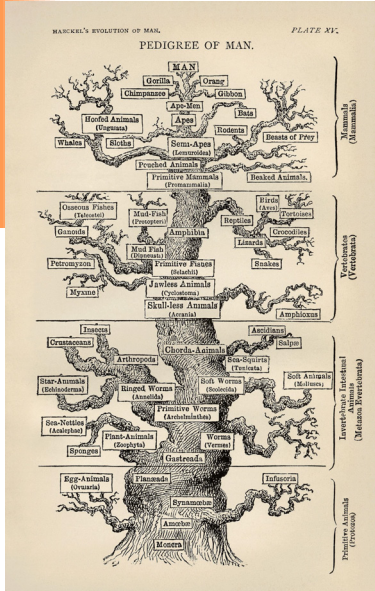 HAECKEL'S EVOLUTION OF MAN.
PLATE XV.
PEDIGREE OF MAN.
MAN
Gorilla
Orang
Chimpanzee
Gibbon
Ape-Men
Bats
Hoofed Animals
(Ungulata)
Apes
Rodents
Whales
Sloths
Semi-Apes
(Lemuroidea)
Beasts of Prey
Pouched Animals
Primitive Mammals
(Promammalia)
Beaked Animals.
Mammals
(Mammalia)
Osseous Fishes
(Teleostei)
Mud-Fish
(Protopteri)
Birds
(Aves)
Tortoises
Reptiles
Ganoids
Amphibia
Crocodiles
Mud Fish
(Dipneusta)
Lizards
Petromyzon
Primitive Fishes
(Selachii)
Snakes
Myxine
Jawless Animals
(Cyclostoma)
Skull-less Animals
(Acrania)
Amphioxus
Vertebrates
(Vertebrata)
Insects
Ascidians
Crustaceans
Chorda-Animals
Salpæ
Arthropods
Sea-Squirts
(Tunicata)
Star-Animals
(Echinoderma)
Ringed Worms
(Annelida)
Soft Worms
(Scolecida)
Soft Animals
(Mollusca)
Primitive Worms
(Archelminthes)
Sea-Nettles
(Acalephae)
Plant-Animals
(Zoophyta)
Worms
(Vermes)
Sponges
Gastreada
Invertebrate Intestinal
Animals
(Metazoa Evertebrata)
Egg-Animals
(Ovularia)
Planæada
Infusoria
Synamœbæ
Amœbæ
Monera
Primitive Animals
(Protozoa)